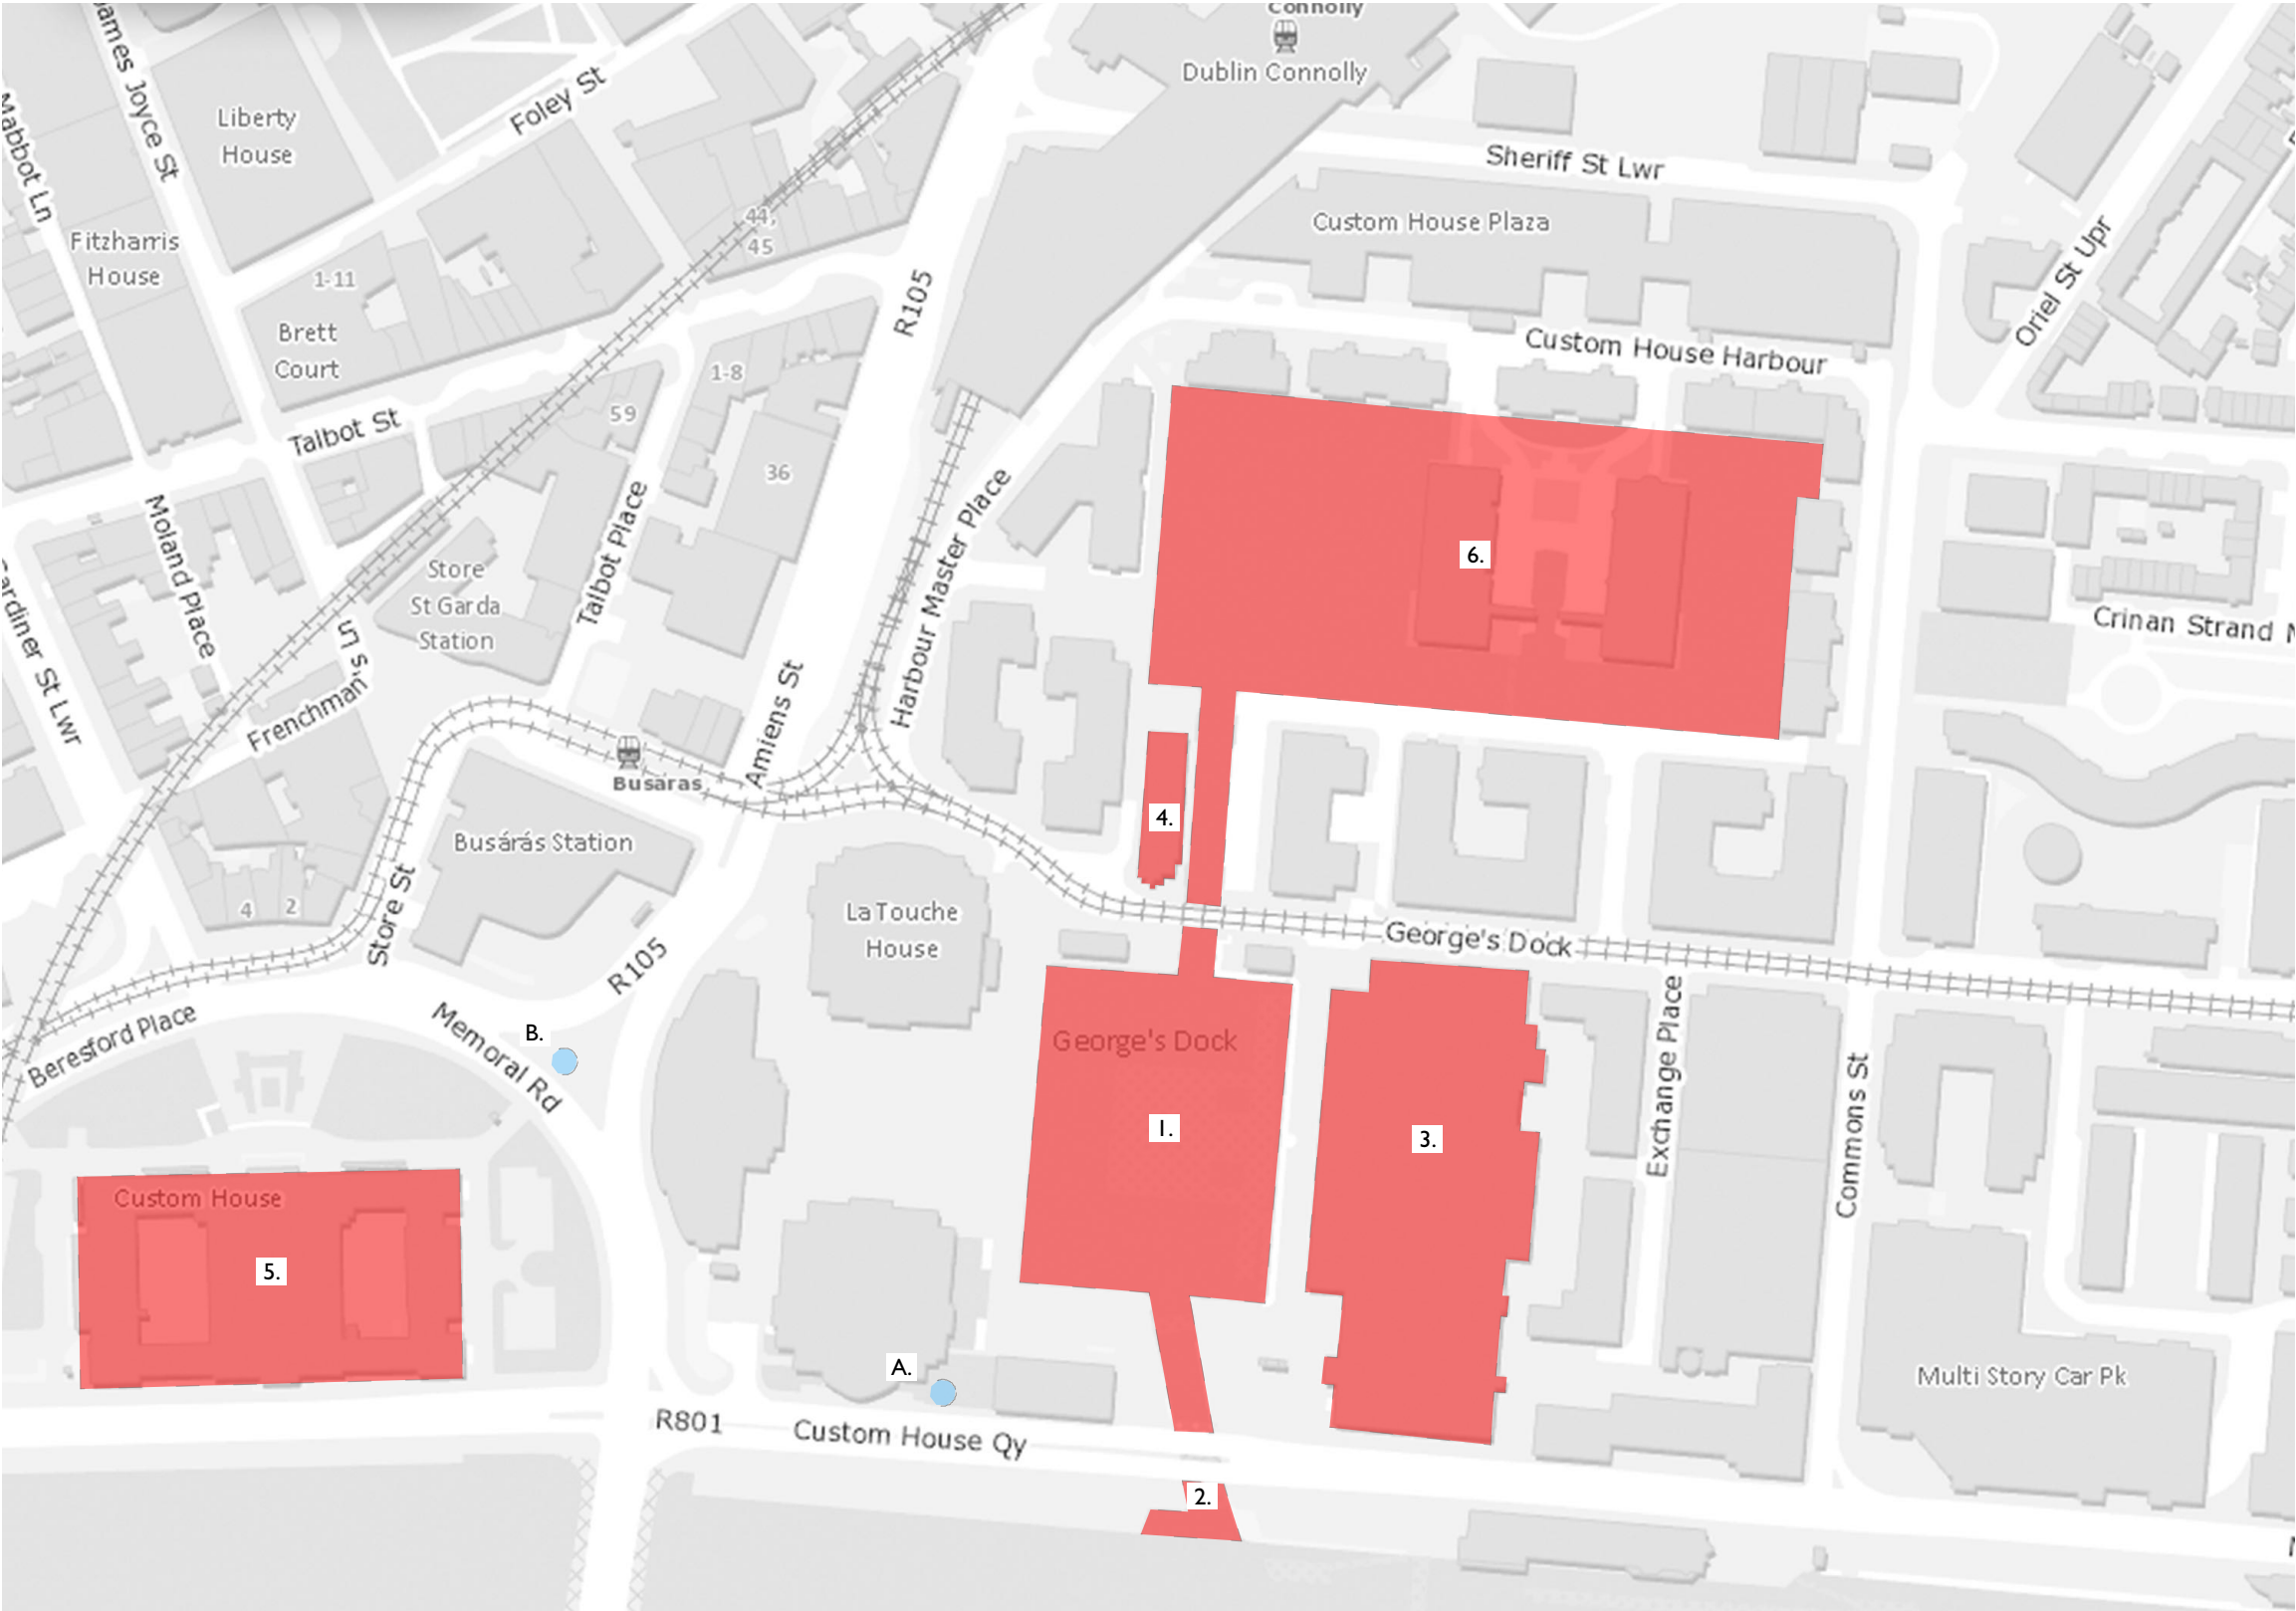 Connolly
Dublin Connolly
James Joyce St
Mabbot Ln
Liberty
House
Foley St
Sheriff St Lwr
Custom House Plaza
44,
45
Fitzharris
House
1-11
Brett
Court
R105
Oriel St Upr
Custom House Harbour
1-8
59
36
Talbot St
Moland Place
Store
St Garda
Station
Talbot Place
Harbour Master Place
6.
Crinan Strand
Gardiner St Lwr
Frenchman's Ln
Amiens St
Busáras
4.
Busárás Station
4
2
Store St
La Touche
House
George's Dock
R105
Exchange Place
Memoral Rd
Beresford Place
B.
George's Dock
1.
3.
Commons St
Custom House
5.
A.
Multi Story Car Pk
R801
Custom House Qy
2.